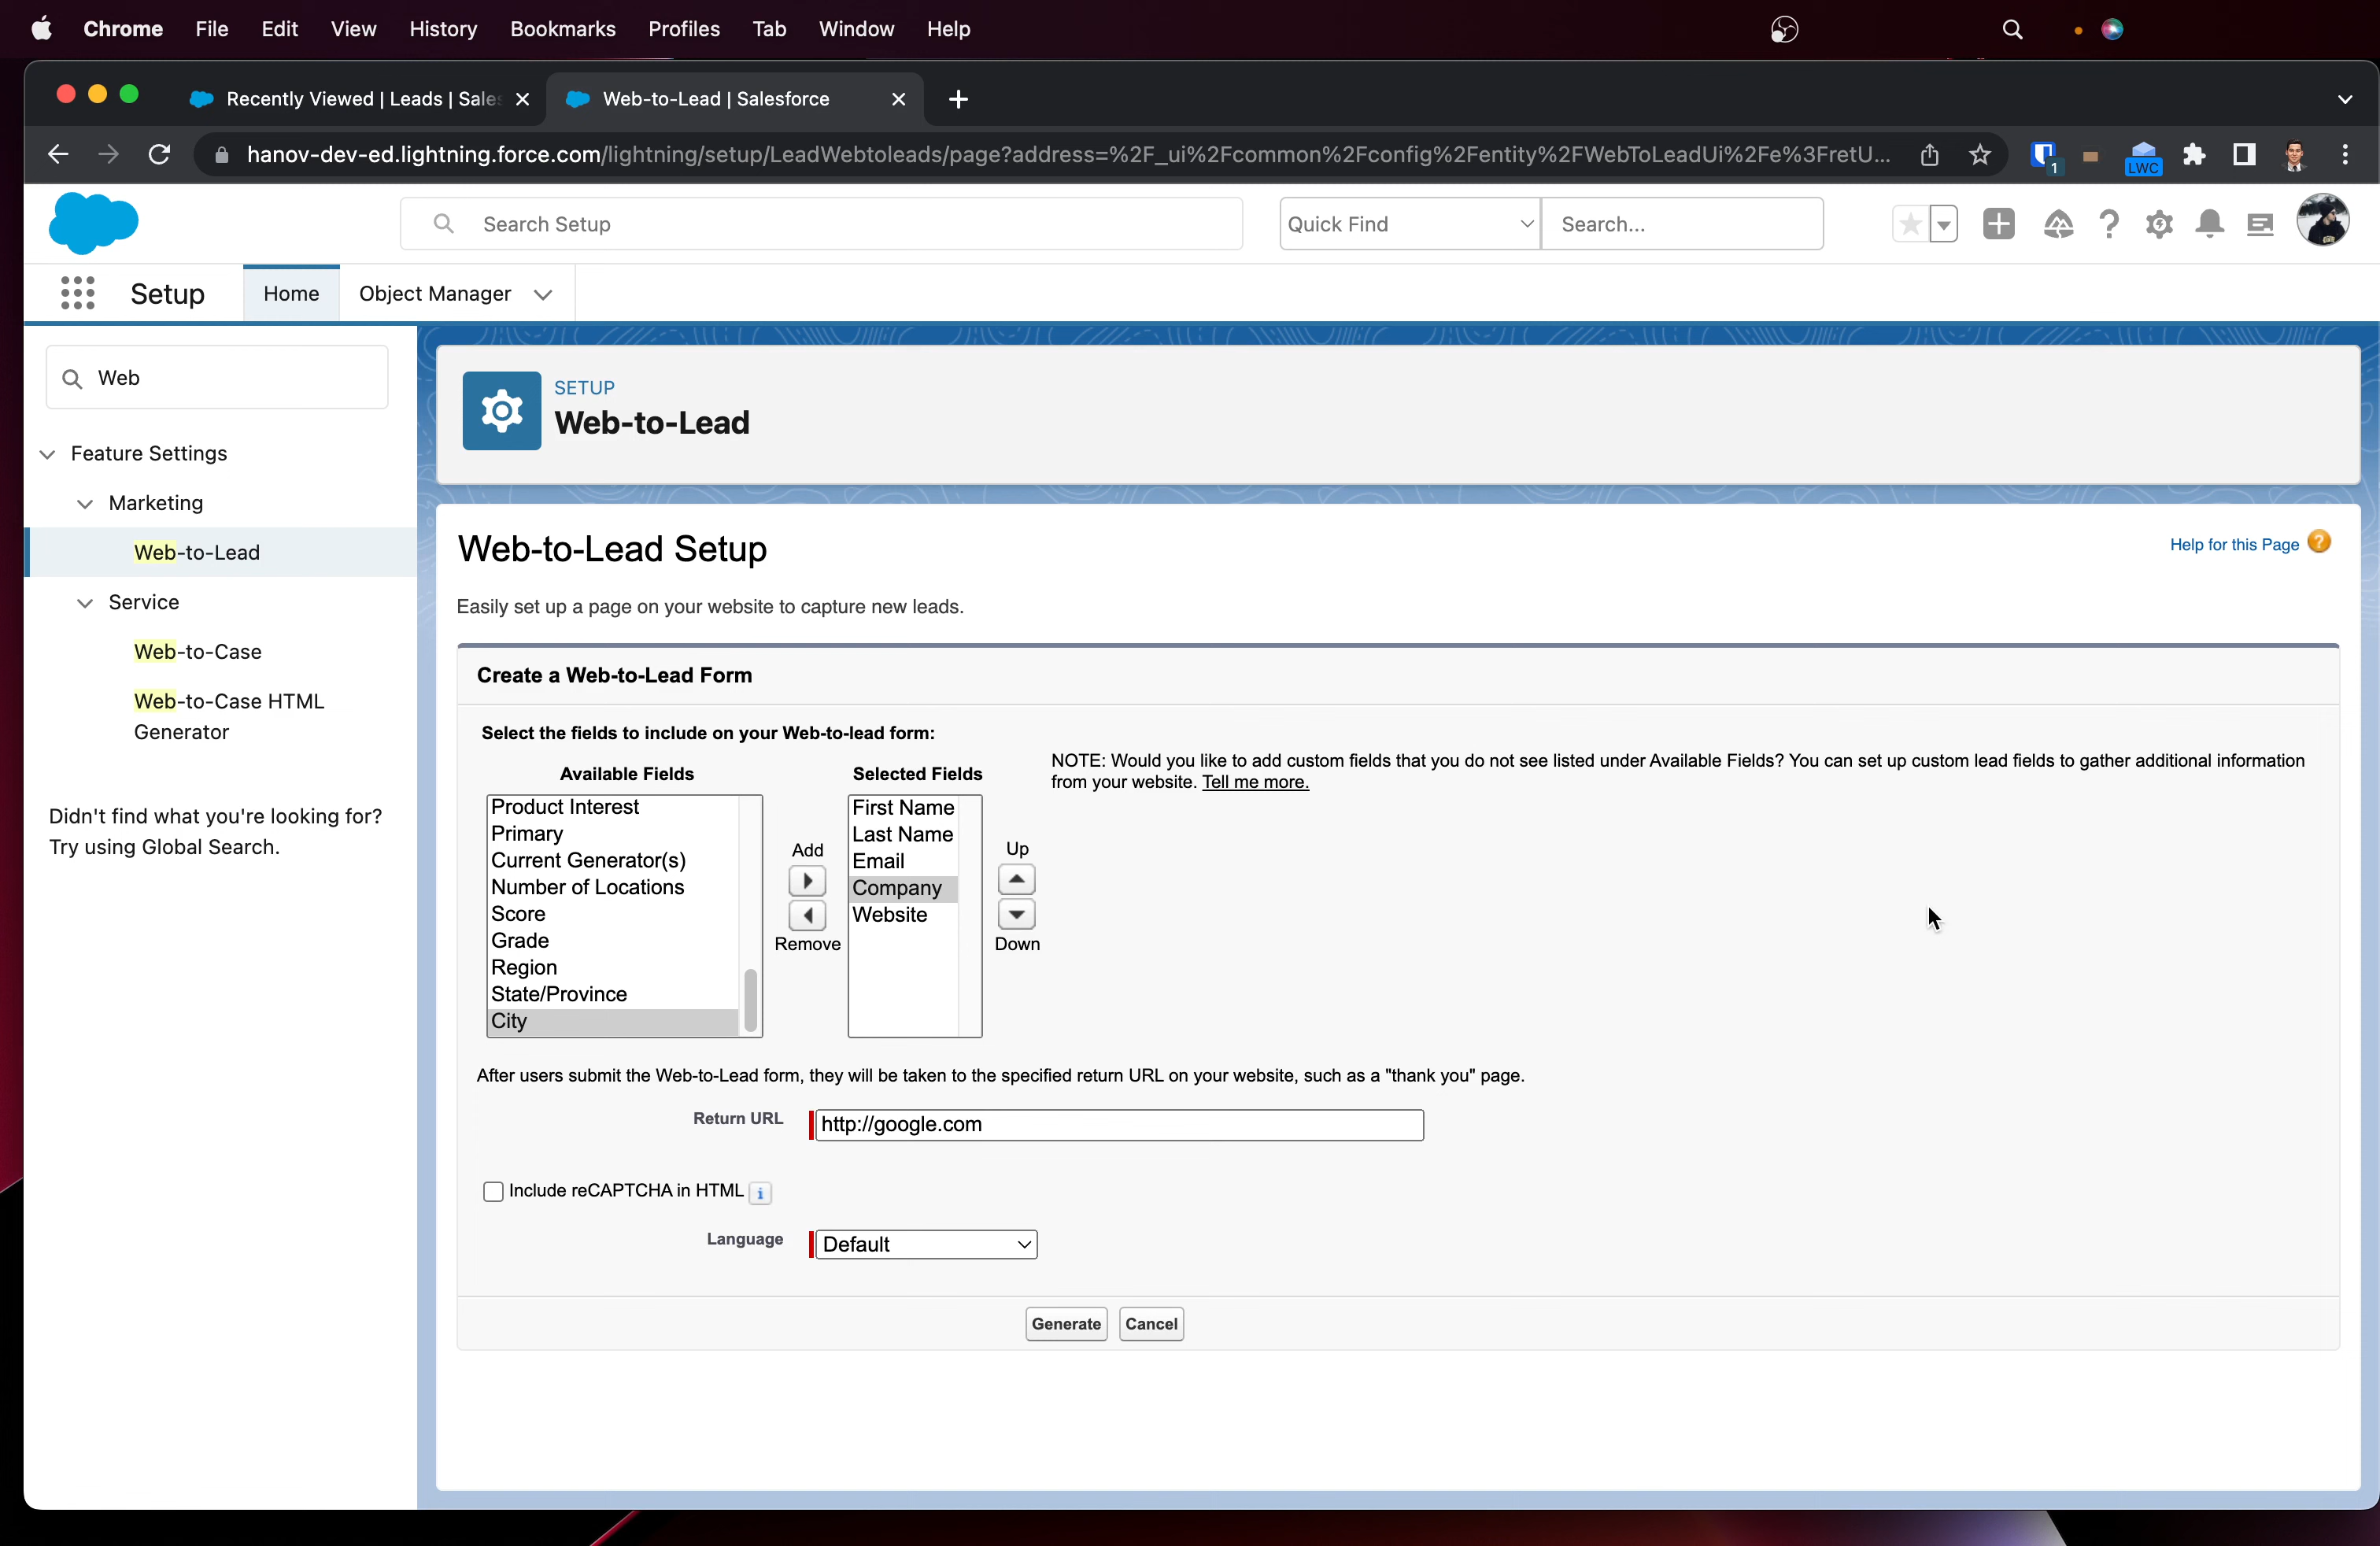 Chrome File Edit View History Bookmarks Profiles Tab Window Help
Recently Viewed | Leads | Sales
Web-to-Lead | Salesforce
hanov-dev-ed.lightning.force.com/lightning/setup/LeadWebtoleads/page?address=%2F_ui%2Fcommon%2Fconfig%2Fentity%2FWebToLeadUi%2Fe%3FretU...
1
LWC
Search Setup
Quick Find
Search...
Setup
Home
Object Manager
Web
Feature Settings
Marketing
Web-to-Lead
Service
Web-to-Case
Web-to-Case HTML
Generator
Didn't find what you're looking for?
Try using Global Search.
SETUP
Web-to-Lead
Web-to-Lead Setup
Help for this Page ?
Easily set up a page on your website to capture new leads.
Create a Web-to-Lead Form
Select the fields to include on your Web-to-lead form:
NOTE: Would you like to add custom fields that you do not see listed under Available Fields? You can set up custom lead fields to gather additional information
from your website. Tell me more.
Available Fields
Product Interest
Primary
Current Generator(s)
Number of Locations
Score
Grade
Region
State/Province
City
Add
Remove
Selected Fields
First Name
Last Name
Email
Company
Website
Up
Down
After users submit the Web-to-Lead form, they will be taken to the specified return URL on your website, such as a "thank you" page.
Return URL
http://google.com
Include reCAPTCHA in HTML i
Language
Default
Generate
Cancel